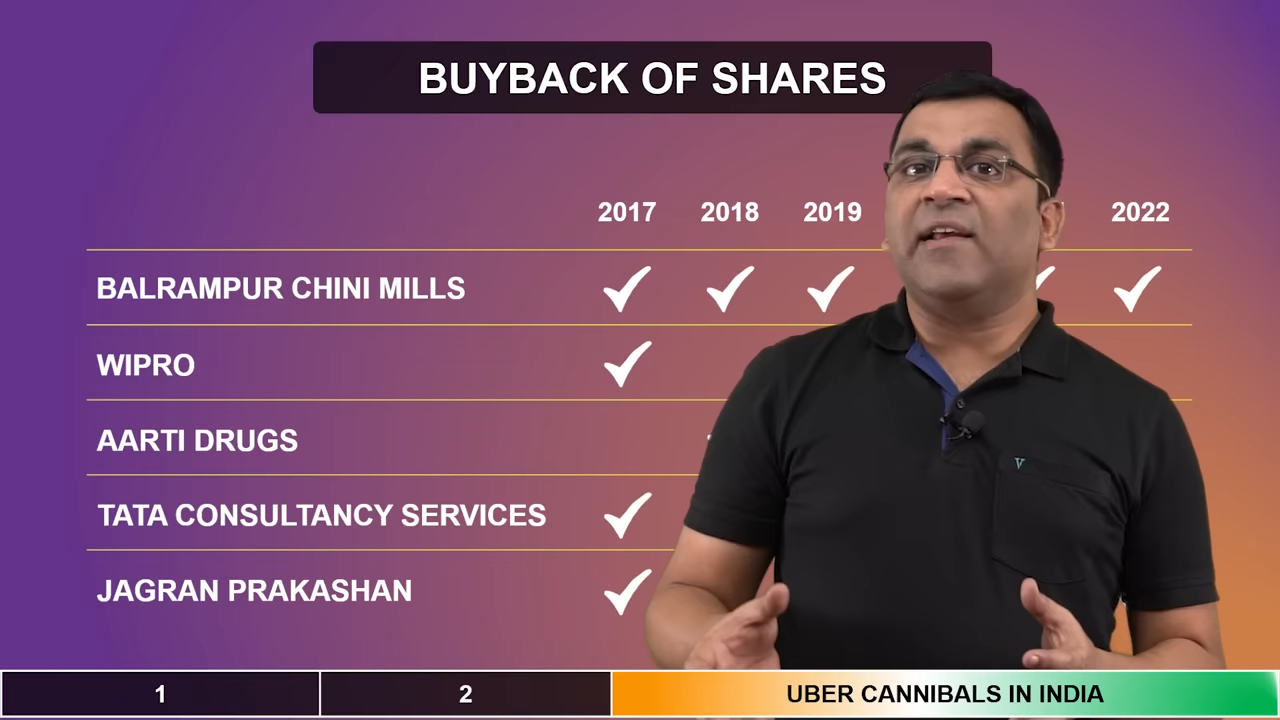 BUYBACK OF SHARES
2017 2018 2019 2022
BALRAMPUR CHINI MILLS
WIPRO
AARTI DRUGS
TATA CONSULTANCY SERVICES
JAGRAN PRAKASHAN
V
1 2 UBER CANNIBALS IN INDIA